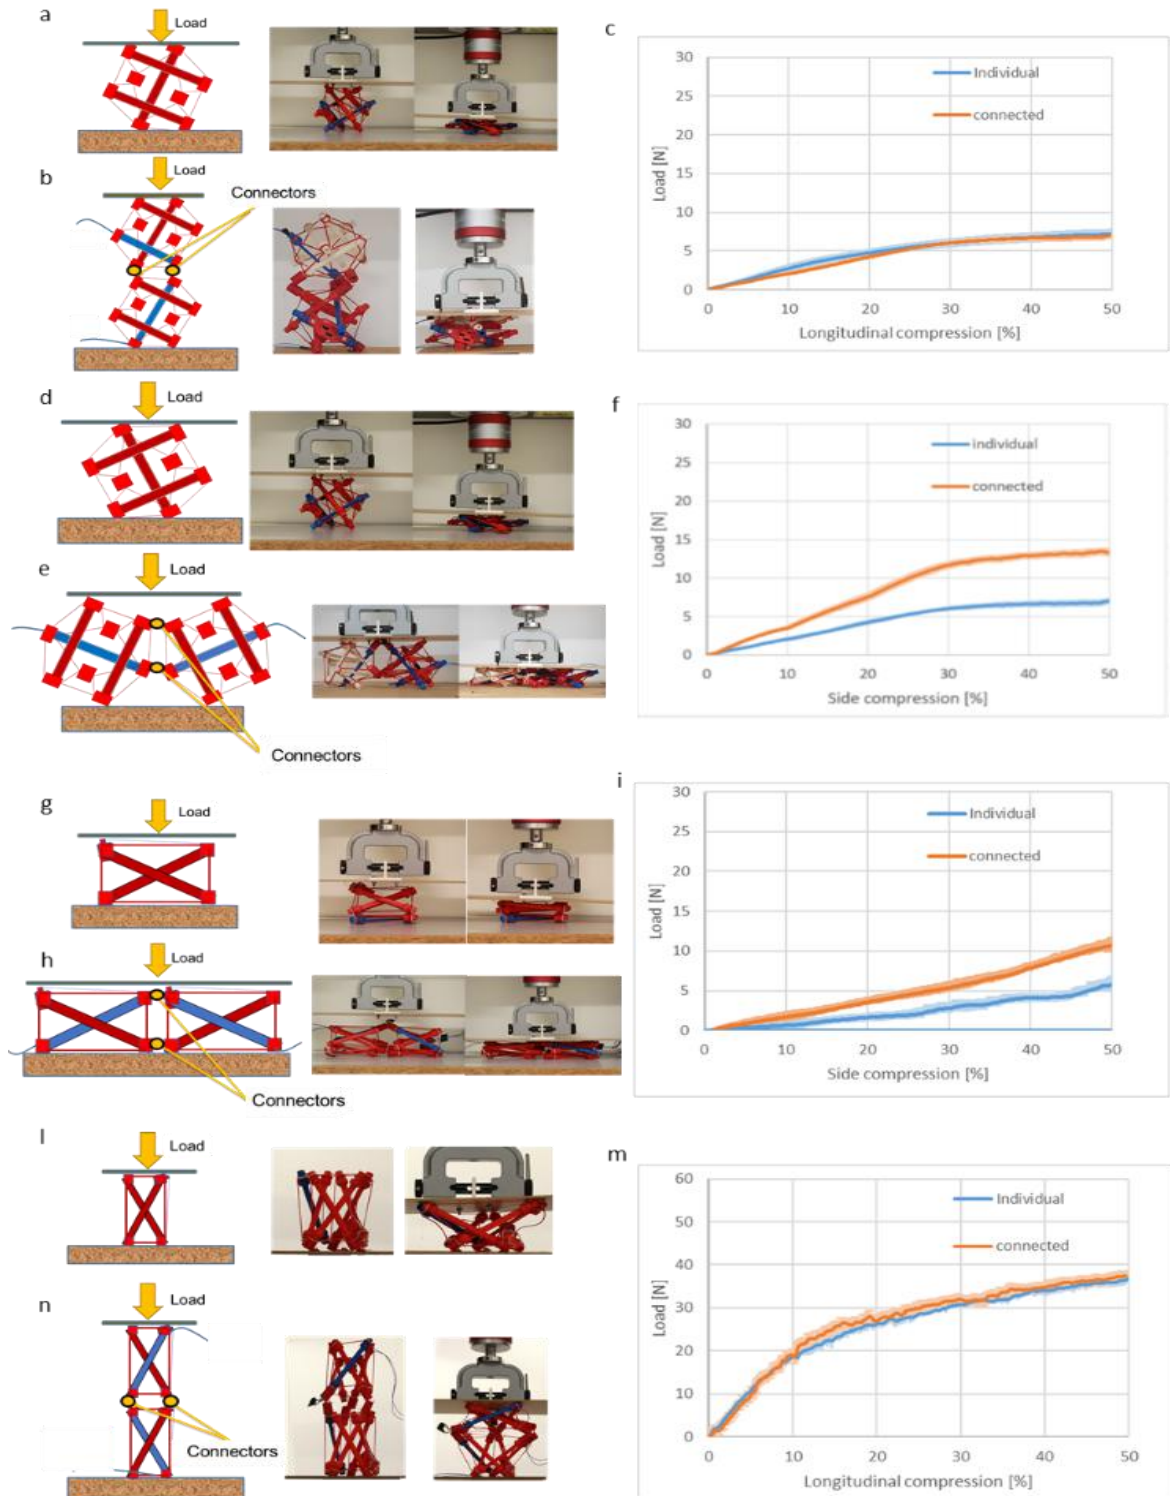 a
Load
b
Load
Connectors
c
30
25
20
15
10
5
0
Load [N]
Individual
connected
0 10 20 30 40 50
Longitudinal compression [%]
d
Load
e
Load
Connectors
f
30
25
20
15
10
5
0
Load [N]
individual
connected
0 10 20 30 40 50
Side compression [%]
g
Load
h
Load
Connectors
i
30
25
20
15
10
5
0
Load [N]
Individual
connected
0 10 20 30 40 50
Side compression [%]
l
Load
n
Load
Connectors
m
60
50
40
30
20
10
0
Load [N]
Individual
connected
0 10 20 30 40 50
Longitudinal compression [%]